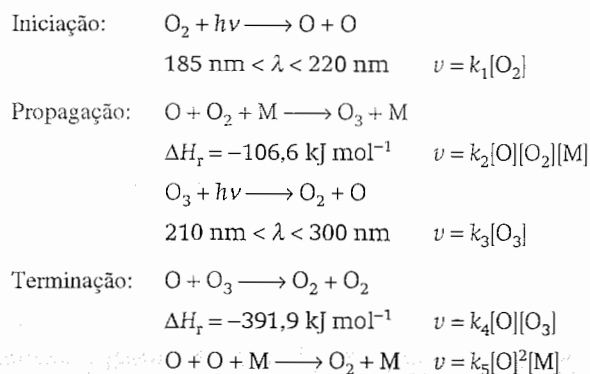 Iniciação: O₂ + hν ⟶ O + O
185 nm < λ < 220 nm v = k₁[O₂]
Propagação: O + O₂ + M ⟶ O₃ + M
ΔHᵣ = −106,6 kJ mol⁻¹ v = k₂[O][O₂][M]
O₃ + hν ⟶ O₂ + O
210 nm < λ < 300 nm v = k₃[O₃]
Terminação: O + O₃ ⟶ O₂ + O₂
ΔHᵣ = −391,9 kJ mol⁻¹ v = k₄[O][O₃]
O + O + M ⟶ O₂ + M v = k₅[O]²[M]